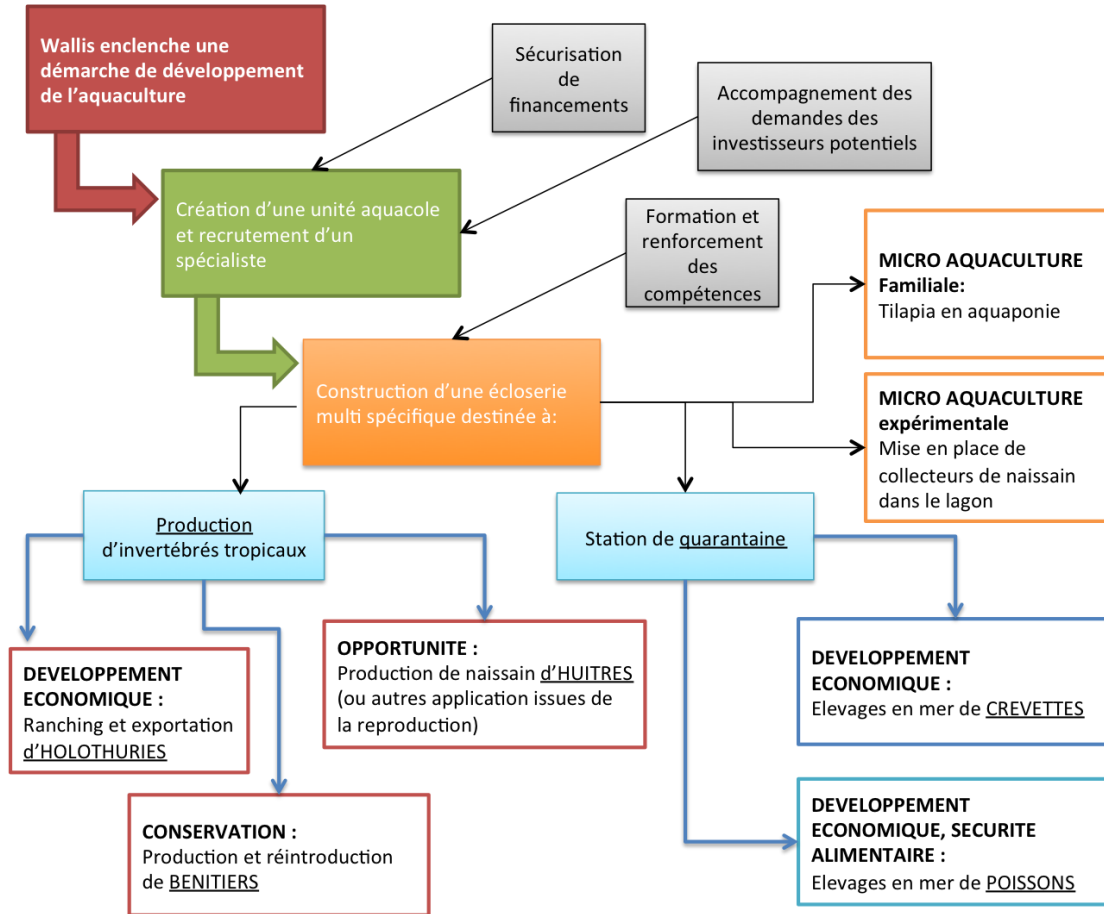 Wallis enclenche une
démarche de développement
de l'aquaculture
Sécurisation
de
financements
Accompagnement des
demandes des
investisseurs potentiels
Création d'une unité aquacole
et recrutement d'un
spécialiste
Formation et
renforcement
des
compétences
MICRO AQUACULTURE
Familiale:
Tilapia en aquaponie
Construction d'une écloserie
multi spécifique destinée à:
MICRO AQUACULTURE
expérimentale
Mise en place de
collecteurs de naissain
dans le lagon
Production
d'invertébrés tropicaux
Station de quarantaine
DEVELOPPEMENT
ECONOMIQUE :
Ranching et exportation
d'HOLOTHURIES
OPPORTUNITE :
Production de naissain d'HUITRES
(ou autres application issues de
la reproduction)
DEVELOPPEMENT
ECONOMIQUE :
Elevages en mer de CREVETTES
CONSERVATION :
Production et réintroduction
de BENITIERS
DEVELOPPEMENT
ECONOMIQUE, SECURITE
ALIMENTAIRE :
Elevages en mer de POISSONS